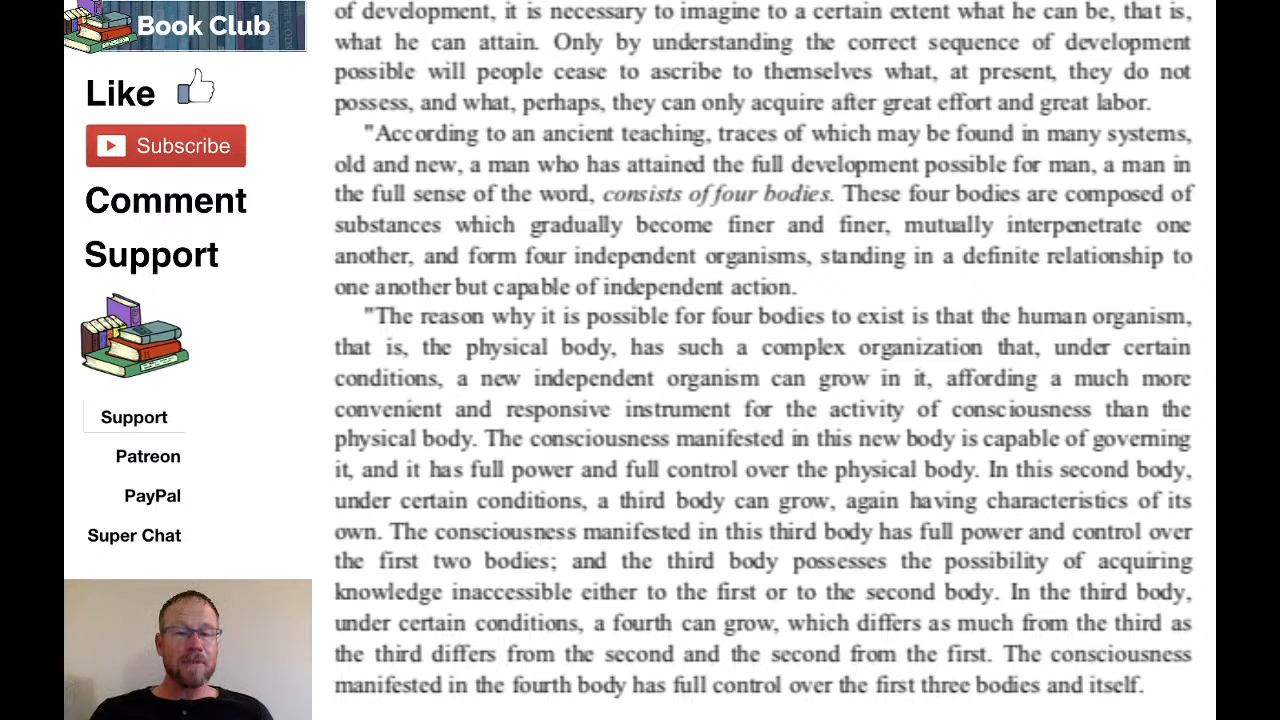 Book Club
Like
Subscribe
Comment
Support
Support
Patreon
PayPal
Super Chat
of development, it is necessary to imagine to a certain extent what he can be, that is,
what he can attain. Only by understanding the correct sequence of development
possible will people cease to ascribe to themselves what, at present, they do not
possess, and what, perhaps, they can only acquire after great effort and great labor.
"According to an ancient teaching, traces of which may be found in many systems,
old and new, a man who has attained the full development possible for man, a man in
the full sense of the word, consists of four bodies. These four bodies are composed of
substances which gradually become finer and finer, mutually interpenetrate one
another, and form four independent organisms, standing in a definite relationship to
one another but capable of independent action.
"The reason why it is possible for four bodies to exist is that the human organism,
that is, the physical body, has such a complex organization that, under certain
conditions, a new independent organism can grow in it, affording a much more
convenient and responsive instrument for the activity of consciousness than the
physical body. The consciousness manifested in this new body is capable of governing
it, and it has full power and full control over the physical body. In this second body,
under certain conditions, a third body can grow, again having characteristics of its
own. The consciousness manifested in this third body has full power and control over
the first two bodies; and the third body possesses the possibility of acquiring
knowledge inaccessible either to the first or to the second body. In the third body,
under certain conditions, a fourth can grow, which differs as much from the third as
the third differs from the second and the second from the first. The consciousness
manifested in the fourth body has full control over the first three bodies and itself.